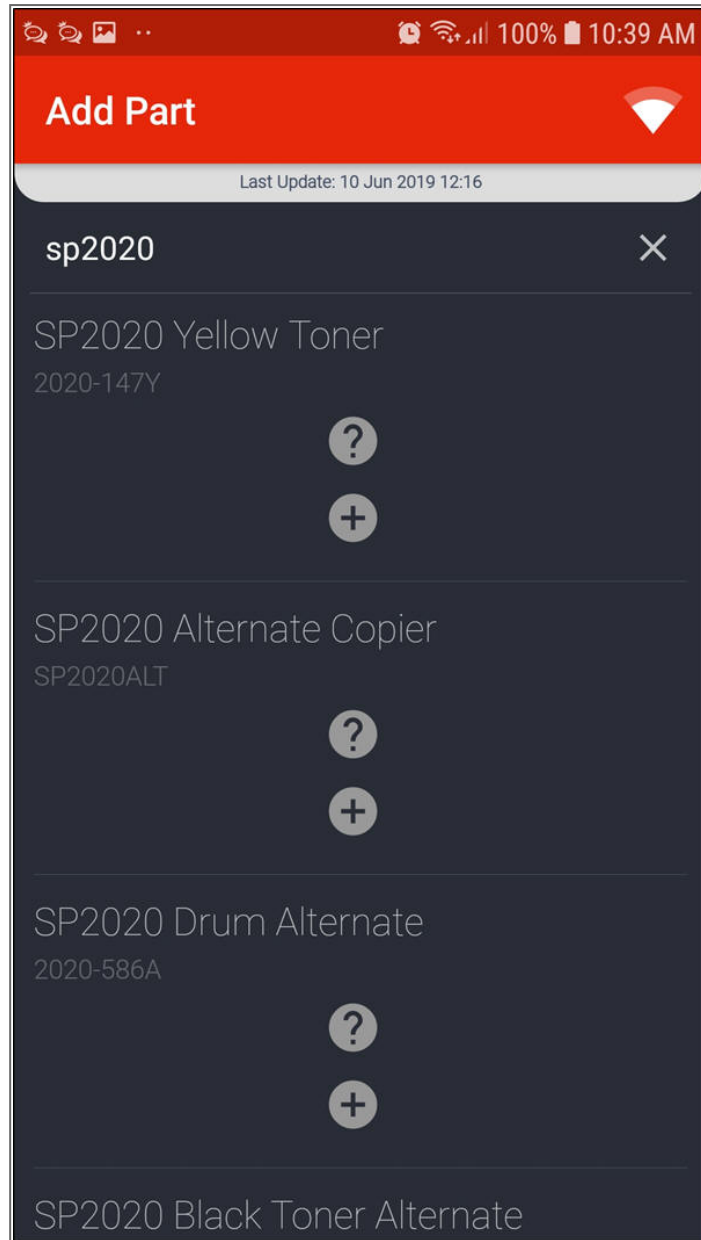 100% 10:39 AM
Add Part
Last Update: 10 Jun 2019 12:16
sp2020
SP2020 Yellow Toner
2020-147Y
?
+
SP2020 Alternate Copier
SP2020ALT
?
+
SP2020 Drum Alternate
2020-586A
?
+
SP2020 Black Toner Alternate